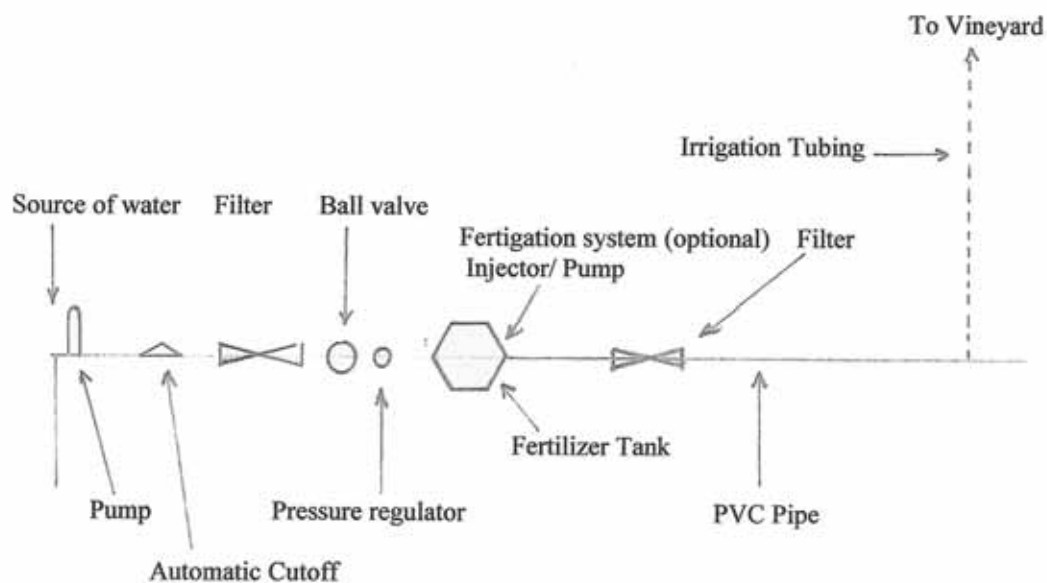 To Vineyard
Irrigation Tubing
Source of water
Filter
Ball valve
Fertigation system (optional)
Injector/ Pump
Filter
Fertilizer Tank
Pump
Pressure regulator
PVC Pipe
Automatic Cutoff